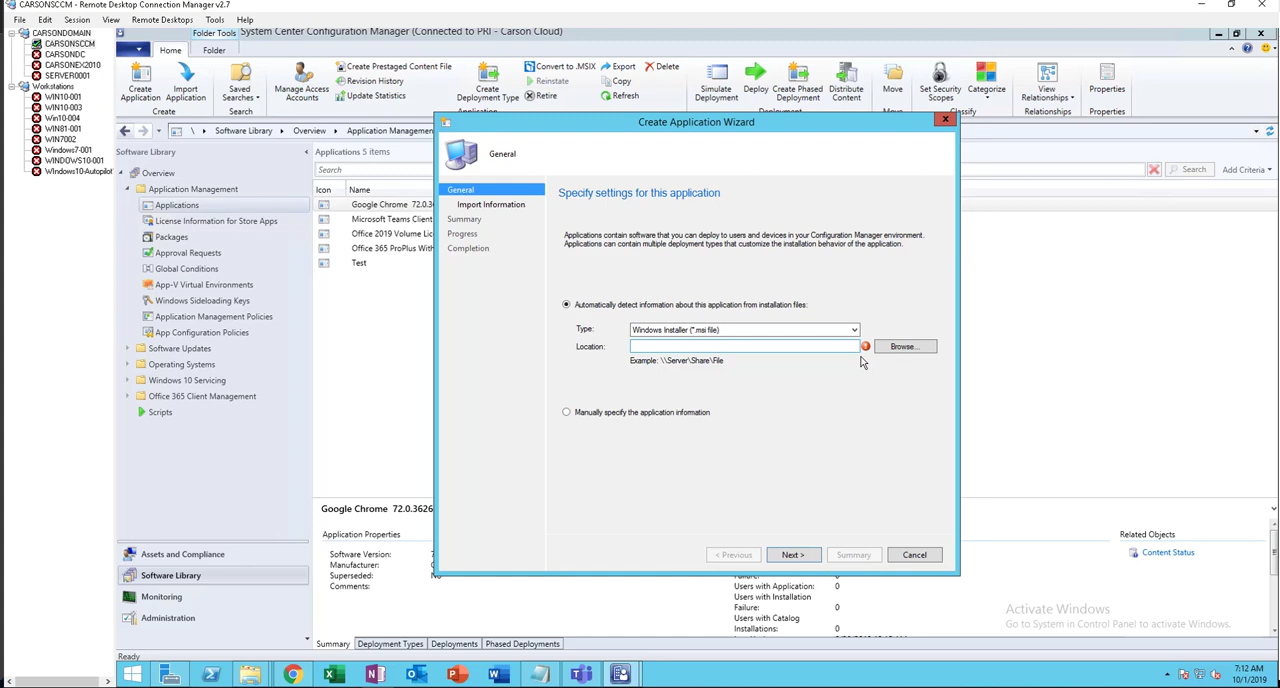 CARSONSCCM - Remote Desktop Connection Manager v2.7
File Edit Session View Remote Desktops Tools Help
CARSONDOMAIN
CARSONSCCM
CARSONDC
CARSONEX2010
SERVER0001
Workstations
WIN10-001
WIN10-003
Win10-004
WIN81-001
WIN7002
Windows7-001
WINDOWS10-001
WIndows10-Autopilot
Folder Tools System Center Configuration Manager (Connected to PRI - Carson Cloud)
Home Folder
Create Application
Import Application
Create
Saved Searches
Search
Manage Access Accounts
Create Prestaged Content File
Revision History
Update Statistics
Create Deployment Type
Convert to .MSIX
Reinstate
Retire
Export
Copy
Refresh
Delete
Simulate Deployment
Deploy
Create Phased Deployment
Distribute Content
Move
Set Security Scopes
Categorize
Classify
View Relationships
Relationships
Properties
Properties
\ Software Library Overview Application Management
Software Library
Overview
Application Management
Applications
License Information for Store Apps
Packages
Approval Requests
Global Conditions
App-V Virtual Environments
Windows Sideloading Keys
Application Management Policies
App Configuration Policies
Software Updates
Operating Systems
Windows 10 Servicing
Office 365 Client Management
Scripts
Assets and Compliance
Software Library
Monitoring
Administration
Ready
Applications 5 items
Search
Search Add Criteria
Icon Name
Google Chrome 72.0.3
Microsoft Teams Client
Office 2019 Volume Lic
Office 365 ProPlus With
Test
Create Application Wizard
General
General
Import Information
Summary
Progress
Completion
Specify settings for this application
Applications contain software that you can deploy to users and devices in your Configuration Manager environment.
Applications can contain multiple deployment types that customize the installation behavior of the application.
Automatically detect information about this application from installation files:
Type: Windows Installer (*.msi file)
Location: Browse...
Example: \\Server\Share\File
Manually specify the application information
< Previous Next > Summary Cancel
Google Chrome 72.0.3626
Application Properties
Software Version: 7
Manufacturer:
Superseded: No
Comments:
Failure:
Users with Application: 0
Users with Installation
Failure: 0
Users with Catalog
Installations: 0
Related Objects
Content Status
Summary Deployment Types Deployments Phased Deployments
Activate Windows
Go to System in Control Panel to activate Windows.
7:12 AM
10/1/2019